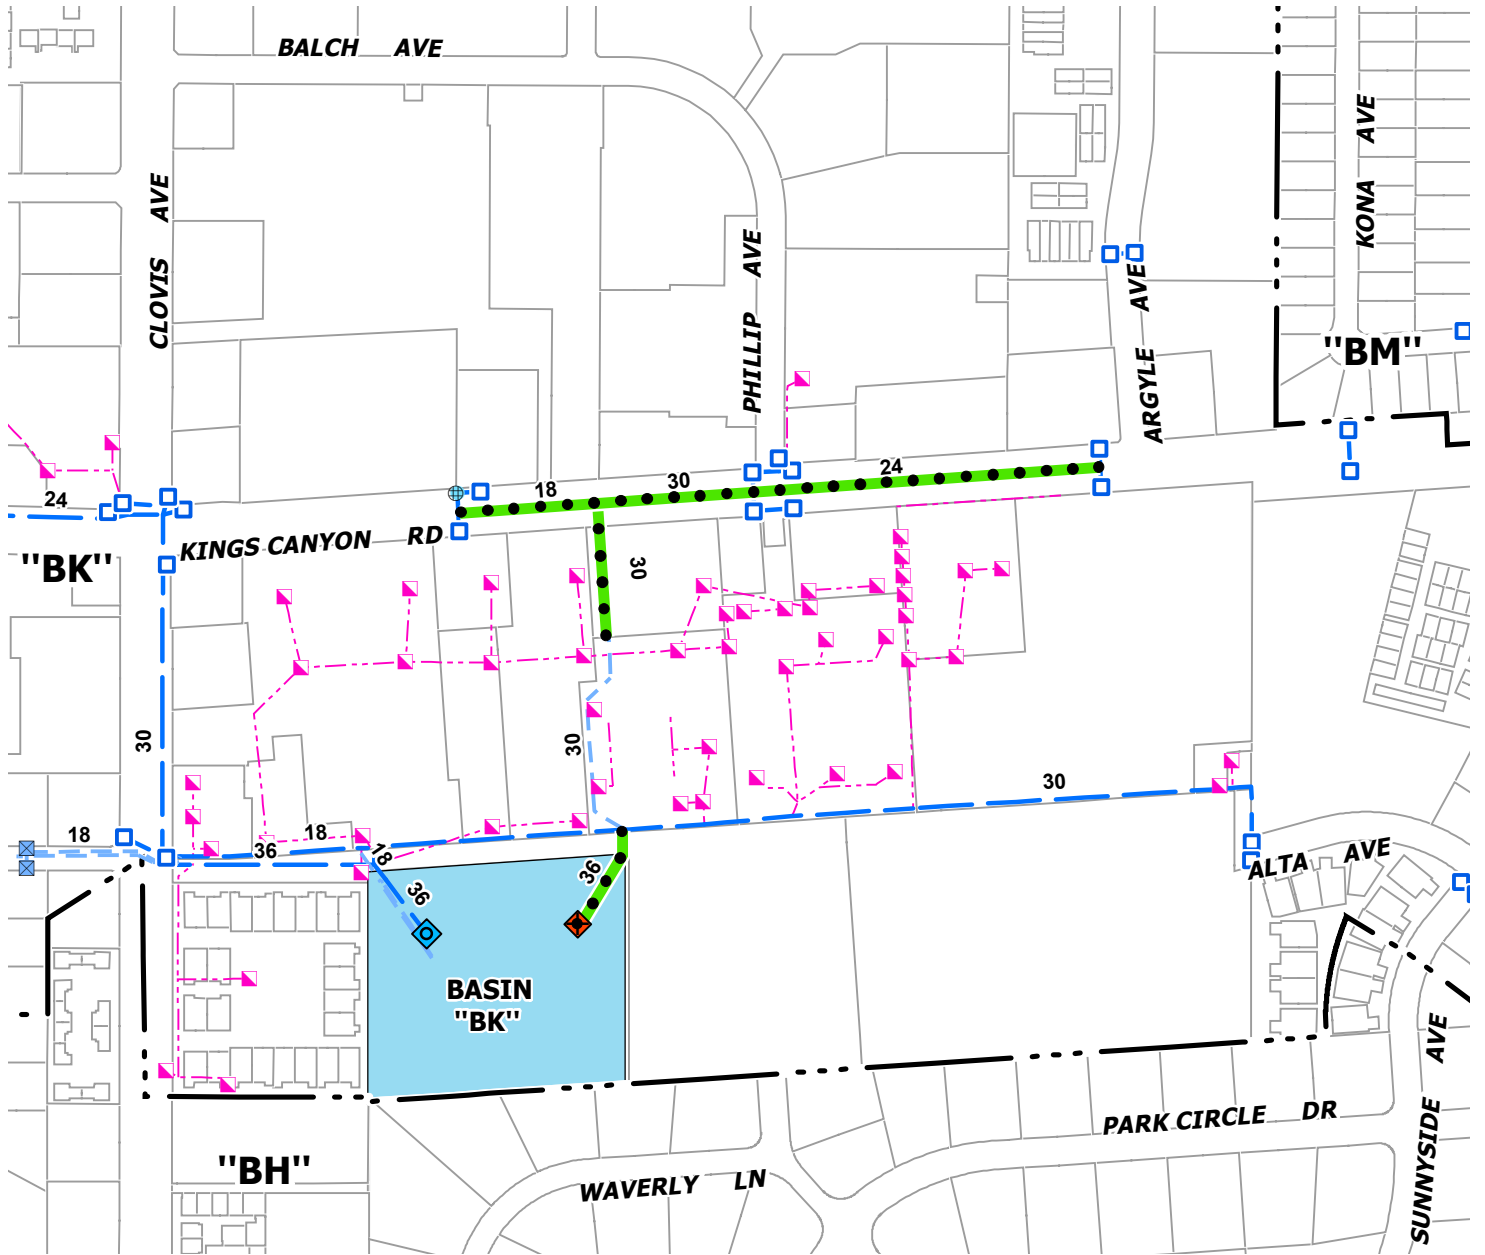 BALCH AVE
CLOVIS AVE
PHILLIP AVE
ARGYLE AVE
KONA AVE
"BM"
24
18
30
24
"BK"
KINGS CANYON RD
30
30
30
30
18
18
36
18
36
36
ALTA AVE
BASIN
"BK"
SUNNYSIDE AVE
PARK CIRCLE DR
"BH"
WAVERLY LN